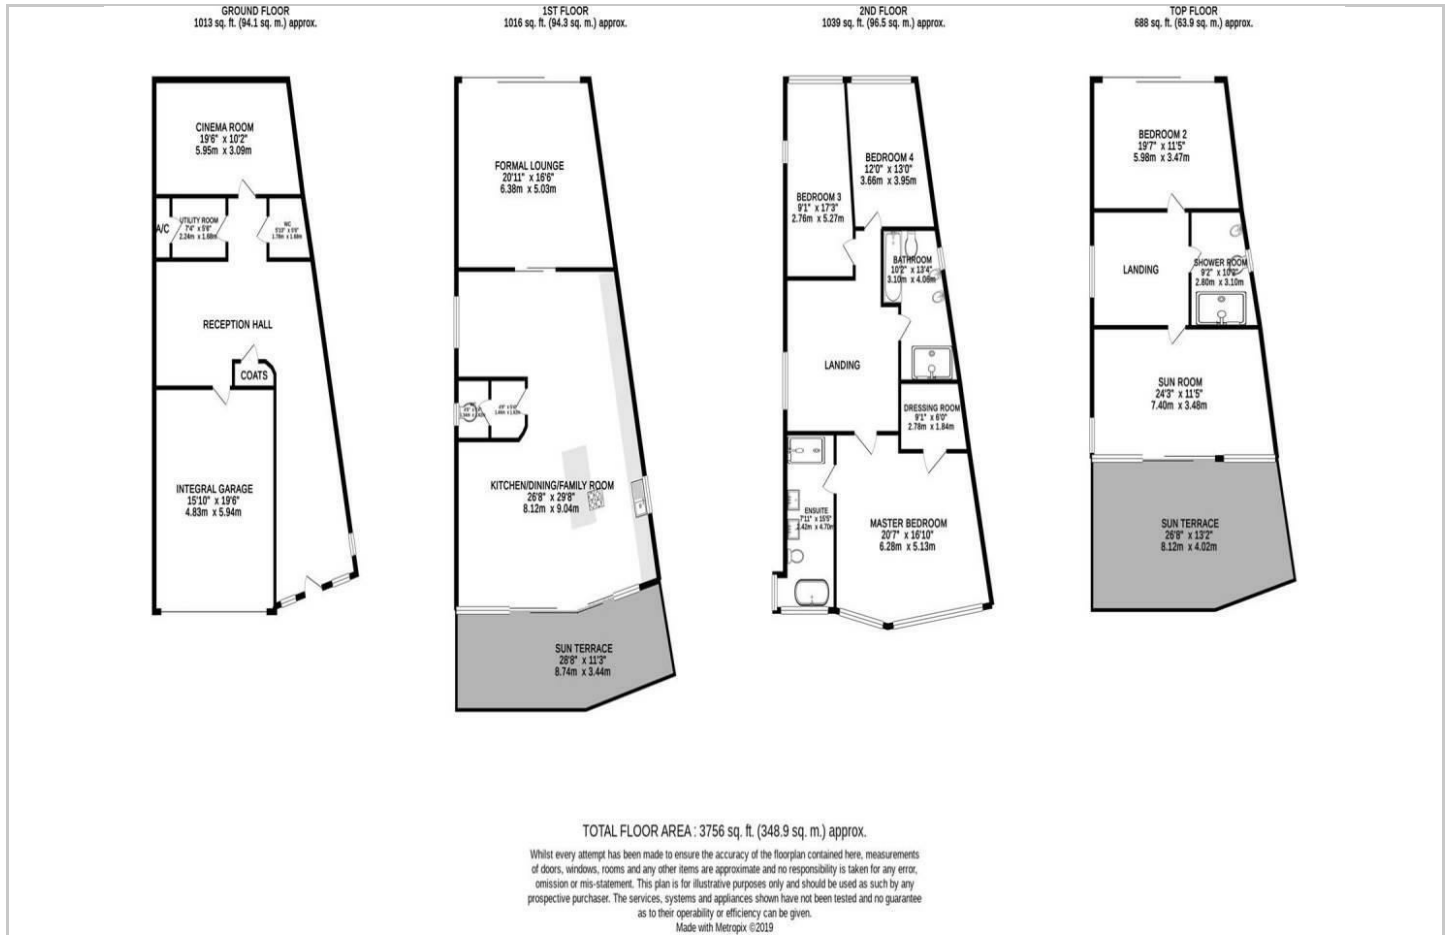 GROUND FLOOR
1013 sq. ft. (94.1 sq. m.) approx.
CINEMA ROOM
19'6" x 10'2"
5.95m x 3.09m
A/C
UTILITY ROOM
7'4" x 5'6"
2.24m x 1.68m
WC
RECEPTION HALL
COATS
INTEGRAL GARAGE
15'10" x 19'6"
4.83m x 5.94m
1ST FLOOR
1016 sq. ft. (94.3 sq. m.) approx.
FORMAL LOUNGE
20'11" x 16'6"
6.38m x 5.03m
KITCHEN/DINING/FAMILY ROOM
26'8" x 29'8"
8.12m x 9.04m
SUN TERRACE
28'8" x 11'3"
8.74m x 3.44m
2ND FLOOR
1039 sq. ft. (96.5 sq. m.) approx.
BEDROOM 4
12'0" x 13'0"
3.66m x 3.95m
BEDROOM 3
9'1" x 17'3"
2.76m x 5.27m
BATHROOM
10'2" x 13'4"
3.10m x 4.06m
LANDING
DRESSING ROOM
9'1" x 6'0"
2.78m x 1.84m
ENSUITE
7'11" x 15'5"
2.42m x 4.70m
MASTER BEDROOM
20'7" x 16'10"
6.28m x 5.13m
TOP FLOOR
688 sq. ft. (63.9 sq. m.) approx.
BEDROOM 2
19'7" x 11'5"
5.98m x 3.47m
LANDING
SHOWER ROOM
9'2" x 10'2"
2.80m x 3.10m
SUN ROOM
24'3" x 11'5"
7.40m x 3.48m
SUN TERRACE
26'8" x 13'2"
8.12m x 4.02m
TOTAL FLOOR AREA : 3756 sq. ft. (348.9 sq. m.) approx.
Whilst every attempt has been made to ensure the accuracy of the floorplan contained here, measurements
of doors, windows, rooms and any other items are approximate and no responsibility is taken for any error,
omission or mis-statement. This plan is for illustrative purposes only and should be used as such by any
prospective purchaser. The services, systems and appliances shown have not been tested and no guarantee
as to their operability or efficiency can be given.
Made with Metropix ©2019